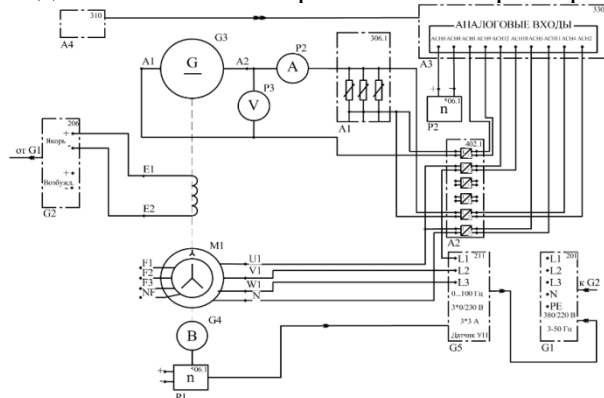 310
A4
330
АНАЛОГОВЫЕ ВХОДЫ
A3
G3
G
A1
A2
P2
A
P3
V
306.1
A1
+ -
n
506.1
P2
402.1
A2
206
+
Якорь
-
от G1
+
Возбужд.
-
G2
E1
E2
M1
F1
F2
F3
NF
U1
V1
W1
N
L1
211
L2
L3
0...100 Гц
3*0/230 В
3*3 А
Датчик У11
G5
L1
201
L2
L3
N
PE
380/220 В
3-50 Гц
G1
к G2
G4
B
+
-
n
506.1
P1